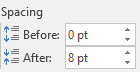 Spacing
Before: 0 pt
After: 8 pt